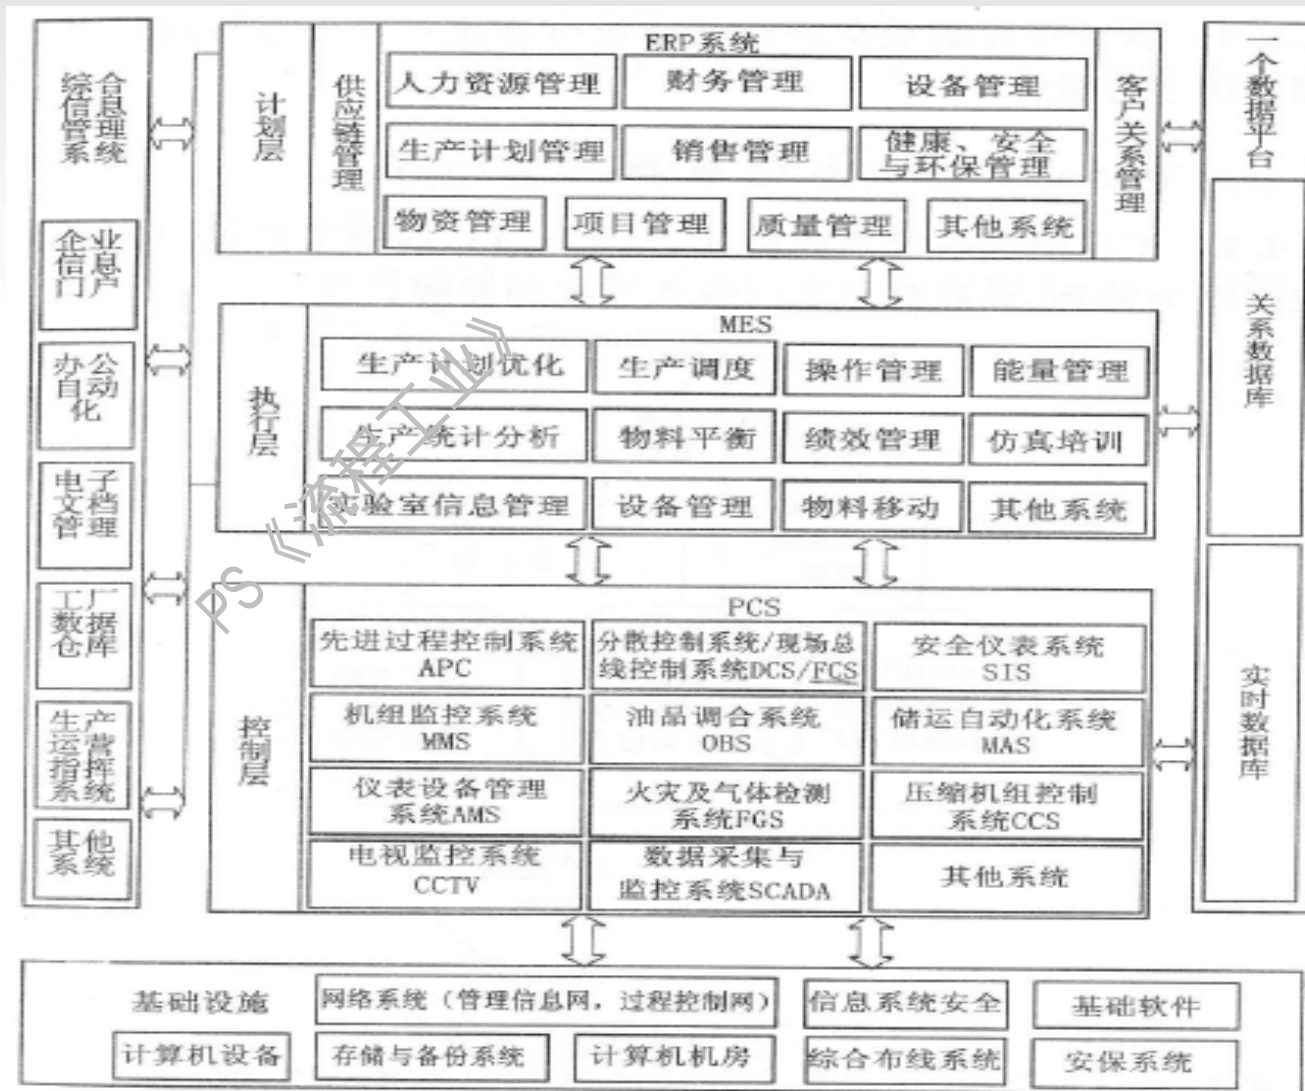 综合
信息
管理
系统
企业
信息
门户
办公
自动
化
电子
文档
管理
工厂
数据
仓库
生产
运营
指挥
系统
其他
系统
计划层
供应链管理
ERP系统
人力资源管理
财务管理
设备管理
生产计划管理
销售管理
健康、安全
与环保管理
物资管理
项目管理
质量管理
其他系统
客户关系管理
执行层
MES
生产计划优化
生产调度
操作管理
能量管理
生产统计分析
物料平衡
绩效管理
仿真培训
实验室信息管理
设备管理
物料移动
其他系统
控制层
PCS
先进过程控制系统
APC
分散控制系统/现场总
线控制系统DCS/FCS
安全仪表系统
SIS
机组监控系统
MMS
油品调合系统
OBS
储运自动化系统
MAS
仪表设备管理
系统AMS
火灾及气体检测
系统FGS
压缩机组控制
系统CCS
电视监控系统
CCTV
数据采集与
监控系统SCADA
其他系统
一个数据平台
关系数据库
实时数据库
基础设施
网络系统（管理信息网，过程控制网）
信息系统安全
基础软件
计算机设备
存储与备份系统
计算机机房
综合布线系统
安保系统
PS《流程工业》